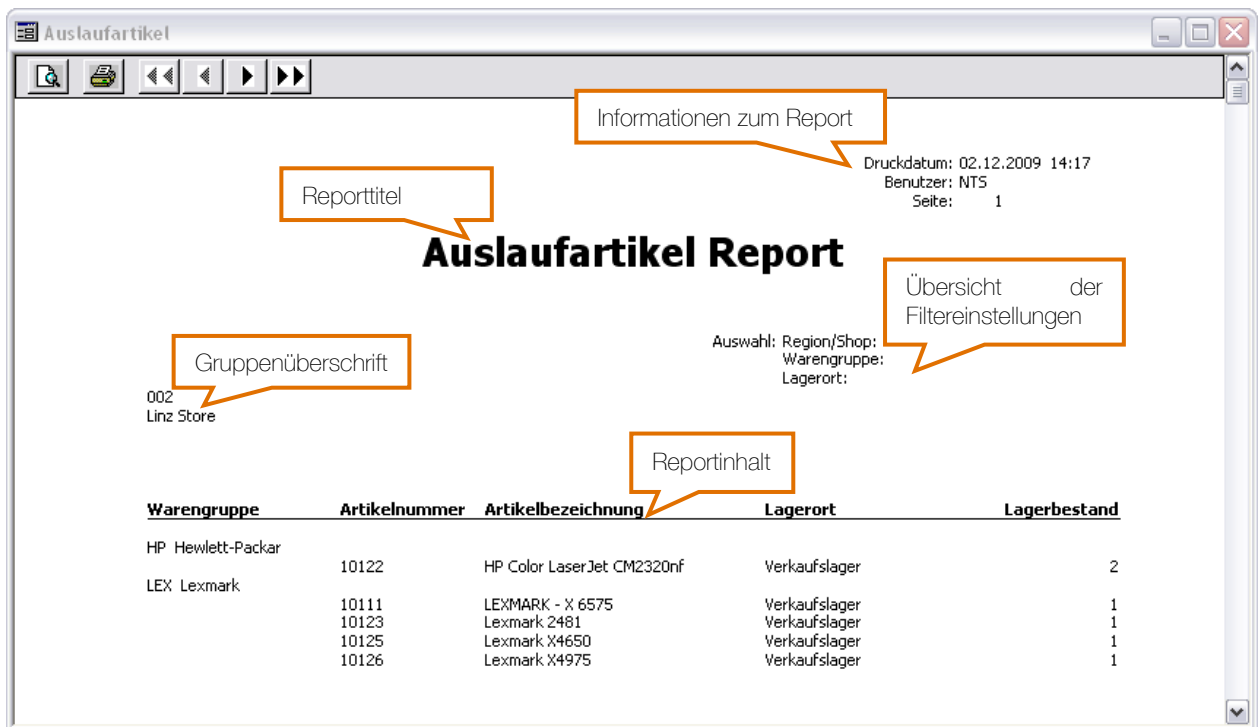 Auslaufartikel
Informationen zum Report
Druckdatum: 02.12.2009 14:17
Benutzer: NTS
Seite: 1
Reporttitel
Auslaufartikel Report
Übersicht der
Filtereinstellungen
Auswahl: Region/Shop:
Warengruppe:
Lagerort:
Gruppenüberschrift
002
Linz Store
Reportinhalt
Warengruppe Artikelnummer Artikelbezeichnung Lagerort Lagerbestand
HP Hewlett-Packar
10122 HP Color LaserJet CM2320nf Verkaufslager 2
LEX Lexmark
10111 LEXMARK - X 6575 Verkaufslager 1
10123 Lexmark 2481 Verkaufslager 1
10125 Lexmark X4650 Verkaufslager 1
10126 Lexmark X4975 Verkaufslager 1